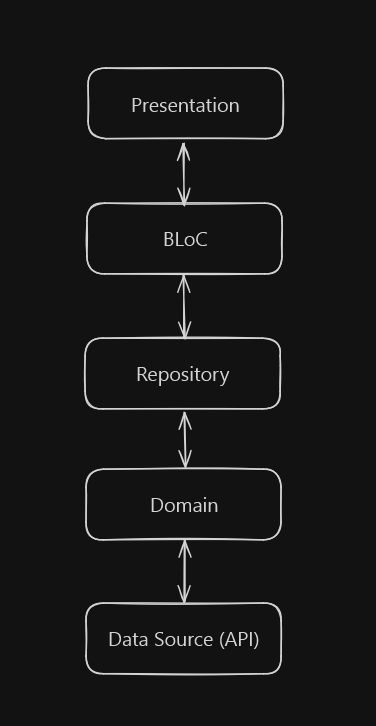 Presentation
BLoC
Repository
Domain
Data Source (API)